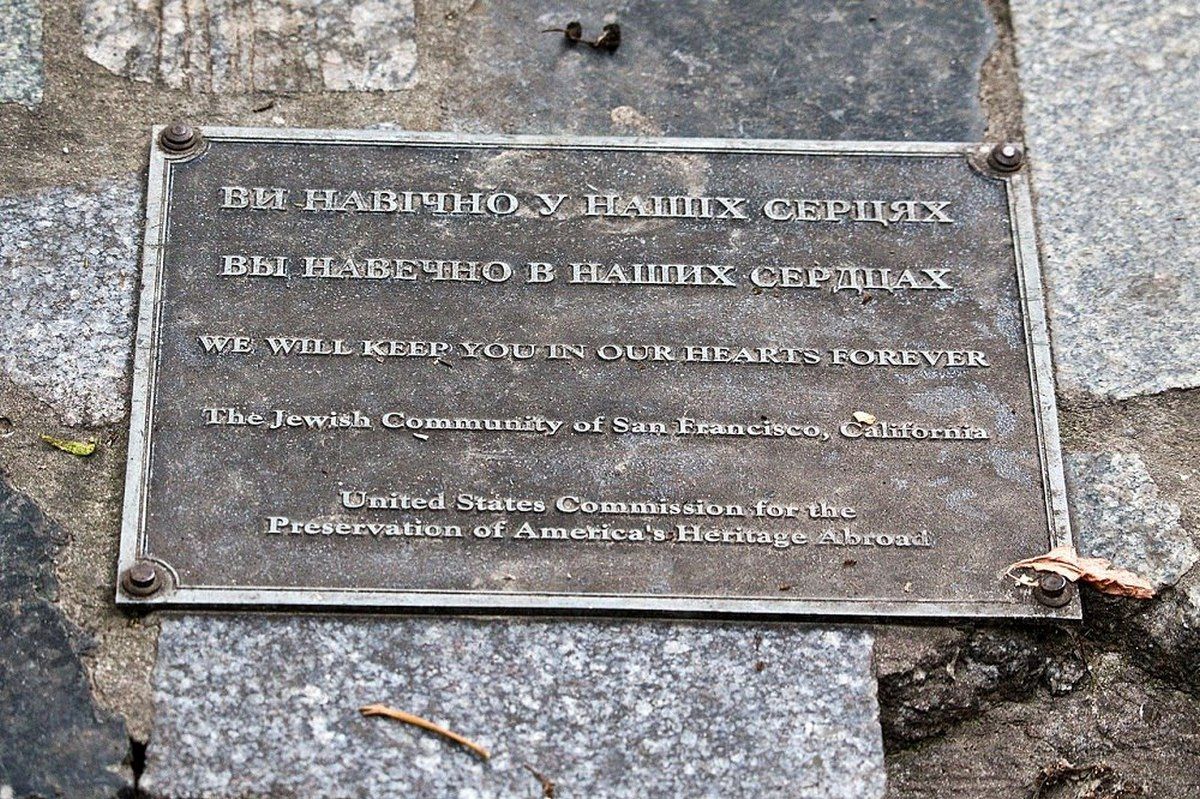 ВИ НАВІЧНО У НАШИХ СЕРЦЯХ
ВЫ НАВЕЧНО В НАШИХ СЕРДЦАХ
WE WILL KEEP YOU IN OUR HEARTS FOREVER
The Jewish Community of San Francisco, California
United States Commission for the
Preservation of America's Heritage Abroad